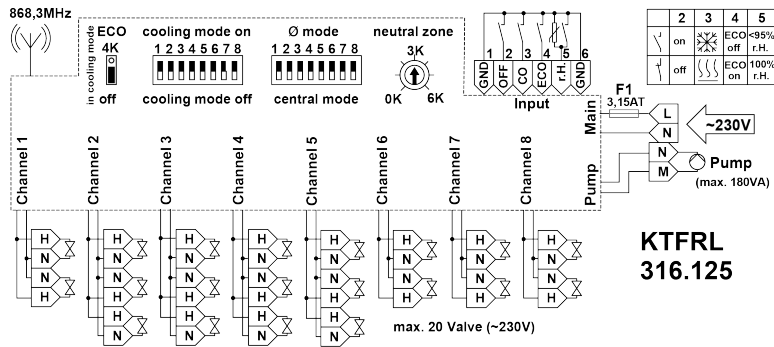 868,3MHz
in cooling mode
ECO
4K
off
cooling mode on
1 2 3 4 5 6 7 8
cooling mode off
Ø mode
1 2 3 4 5 6 7 8
central mode
neutral zone
3K
0K
6K
1 2 3 4 5 6
GND OFF CO ECO r.H. GND
Input
2 3 4 5
on ECO off <95% r.H.
off ECO on 100% r.H.
F1
3,15AT
Main
L
N
~230V
Pump
N
M
Pump
(max. 180VA)
Channel 1
Channel 2
Channel 3
Channel 4
Channel 5
Channel 6
Channel 7
Channel 8
H H H H H H H H
N N N N N N N N
N N N N N N N N
H H H H H H H H
H H H H
N N N N
max. 20 Valve (~230V)
KTFRL
316.125